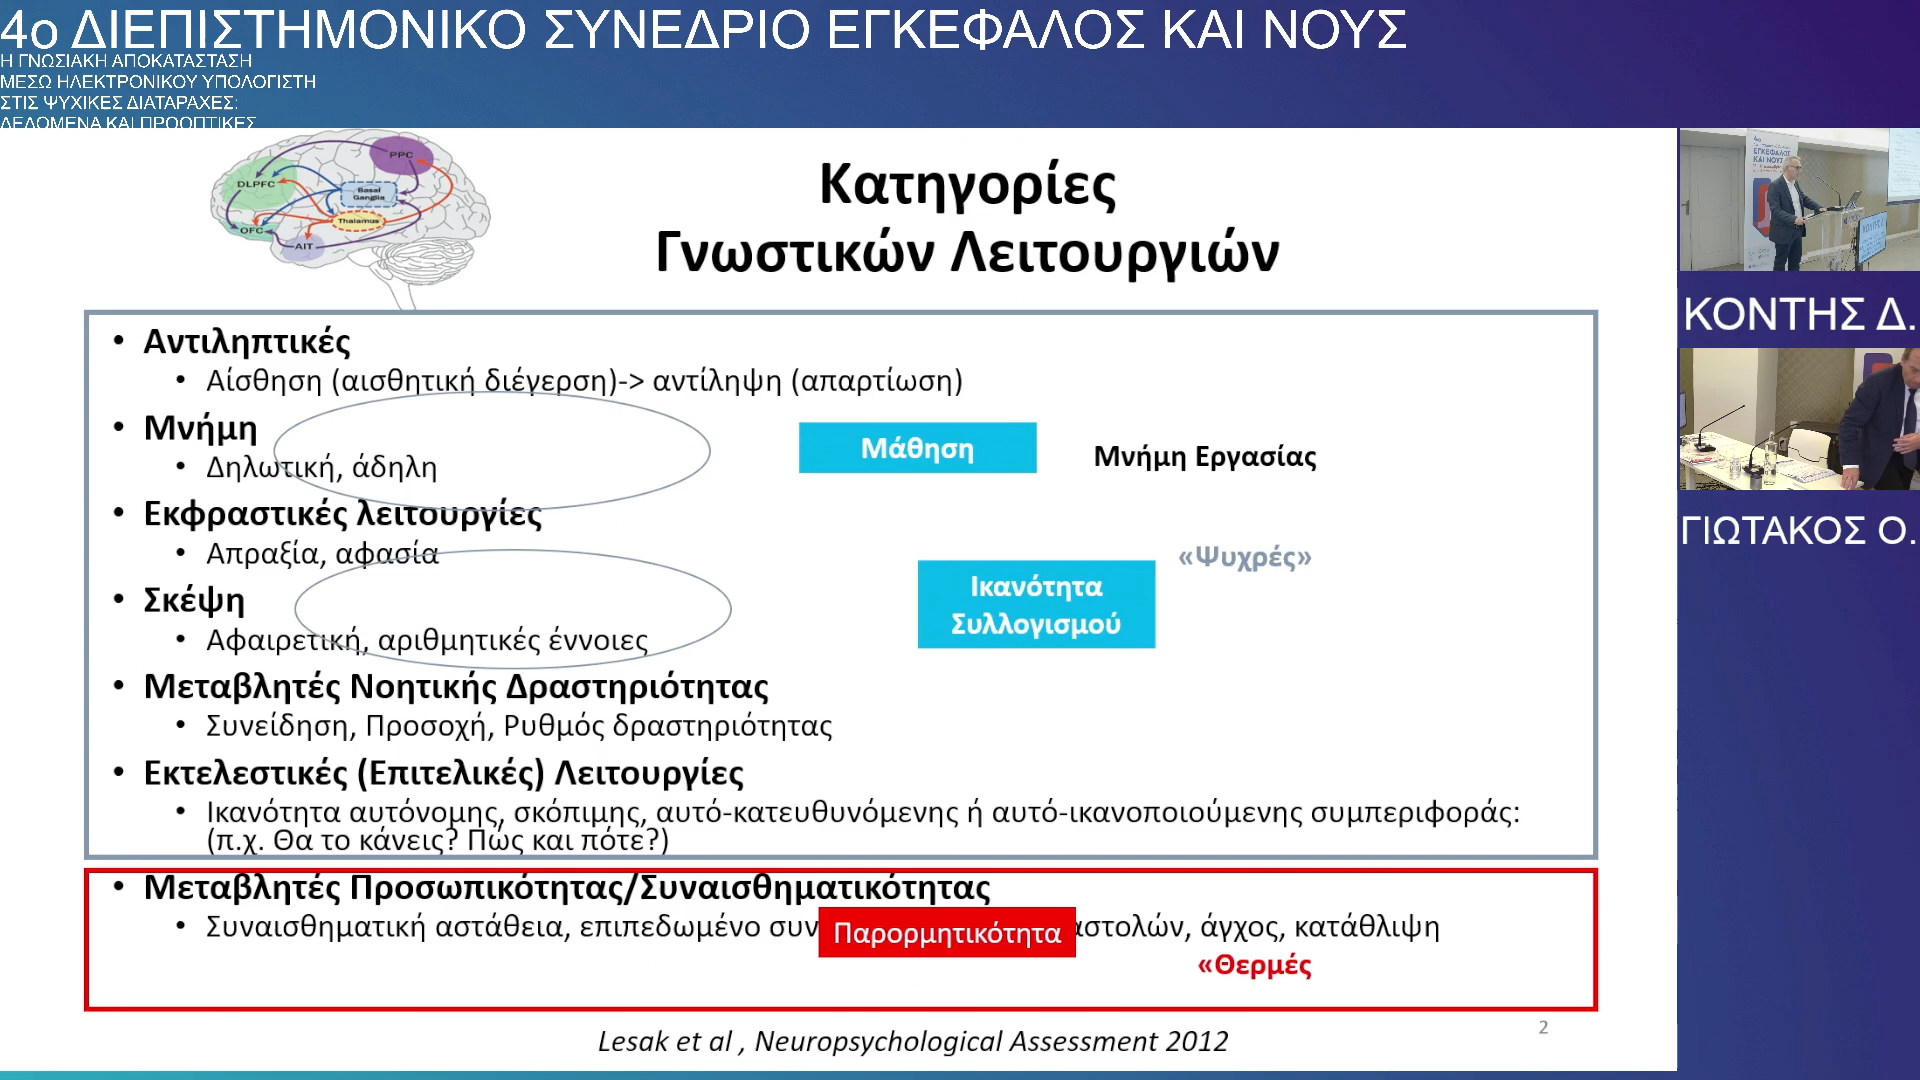 4ο ΔΙΕΠΙΣΤΗΜΟΝΙΚΟ ΣΥΝΕΔΡΙΟ ΕΓΚΕΦΑΛΟΣ ΚΑΙ ΝΟΥΣ
Η ΓΝΩΣΙΑΚΗ ΑΠΟΚΑΤΑΣΤΑΣΗ
ΜΕΣΩ ΗΛΕΚΤΡΟΝΙΚΟΥ ΥΠΟΛΟΓΙΣΤΗ
ΣΤΙΣ ΨΥΧΙΚΕΣ ΔΙΑΤΑΡΑΧΕΣ:
ΔΕΔΟΜΕΝΑ ΚΑΙ ΠΡΟΟΠΤΙΚΕΣ
PPC
DLPFC
Basal
Ganglia
Thalamus
OFC
AIT
Κατηγορίες
Γνωστικών Λειτουργιών
• Αντιληπτικές
• Αίσθηση (αισθητική διέγερση)-> αντίληψη (απαρτίωση)
• Μνήμη
• Δηλωτική, άδηλη
Μάθηση
Μνήμη Εργασίας
• Εκφραστικές λειτουργίες
• Απραξία, αφασία
«Ψυχρές»
• Σκέψη
• Αφαιρετική, αριθμητικές έννοιες
Ικανότητα
Συλλογισμού
• Μεταβλητές Νοητικής Δραστηριότητας
• Συνείδηση, Προσοχή, Ρυθμός δραστηριότητας
• Εκτελεστικές (Επιτελικές) Λειτουργίες
• Ικανότητα αυτόνομης, σκόπιμης, αυτό-κατευθυνόμενης ή αυτό-ικανοποιούμενης συμπεριφοράς:
(π.χ. Θα το κάνεις? Πώς και πότε?)
• Μεταβλητές Προσωπικότητας/Συναισθηματικότητας
• Συναισθηματική αστάθεια, επιπεδωμένο συν
Παρορμητικότητα
αστολών, άγχος, κατάθλιψη
«Θερμές
Lesak et al , Neuropsychological Assessment 2012
2
ΕΓΚΕΦΑΛΟΣ
ΚΑΙ ΝΟΥΣ
ΚΟΝΤΗΣ Δ.
ΓΙΩΤΑΚΟΣ Ο.